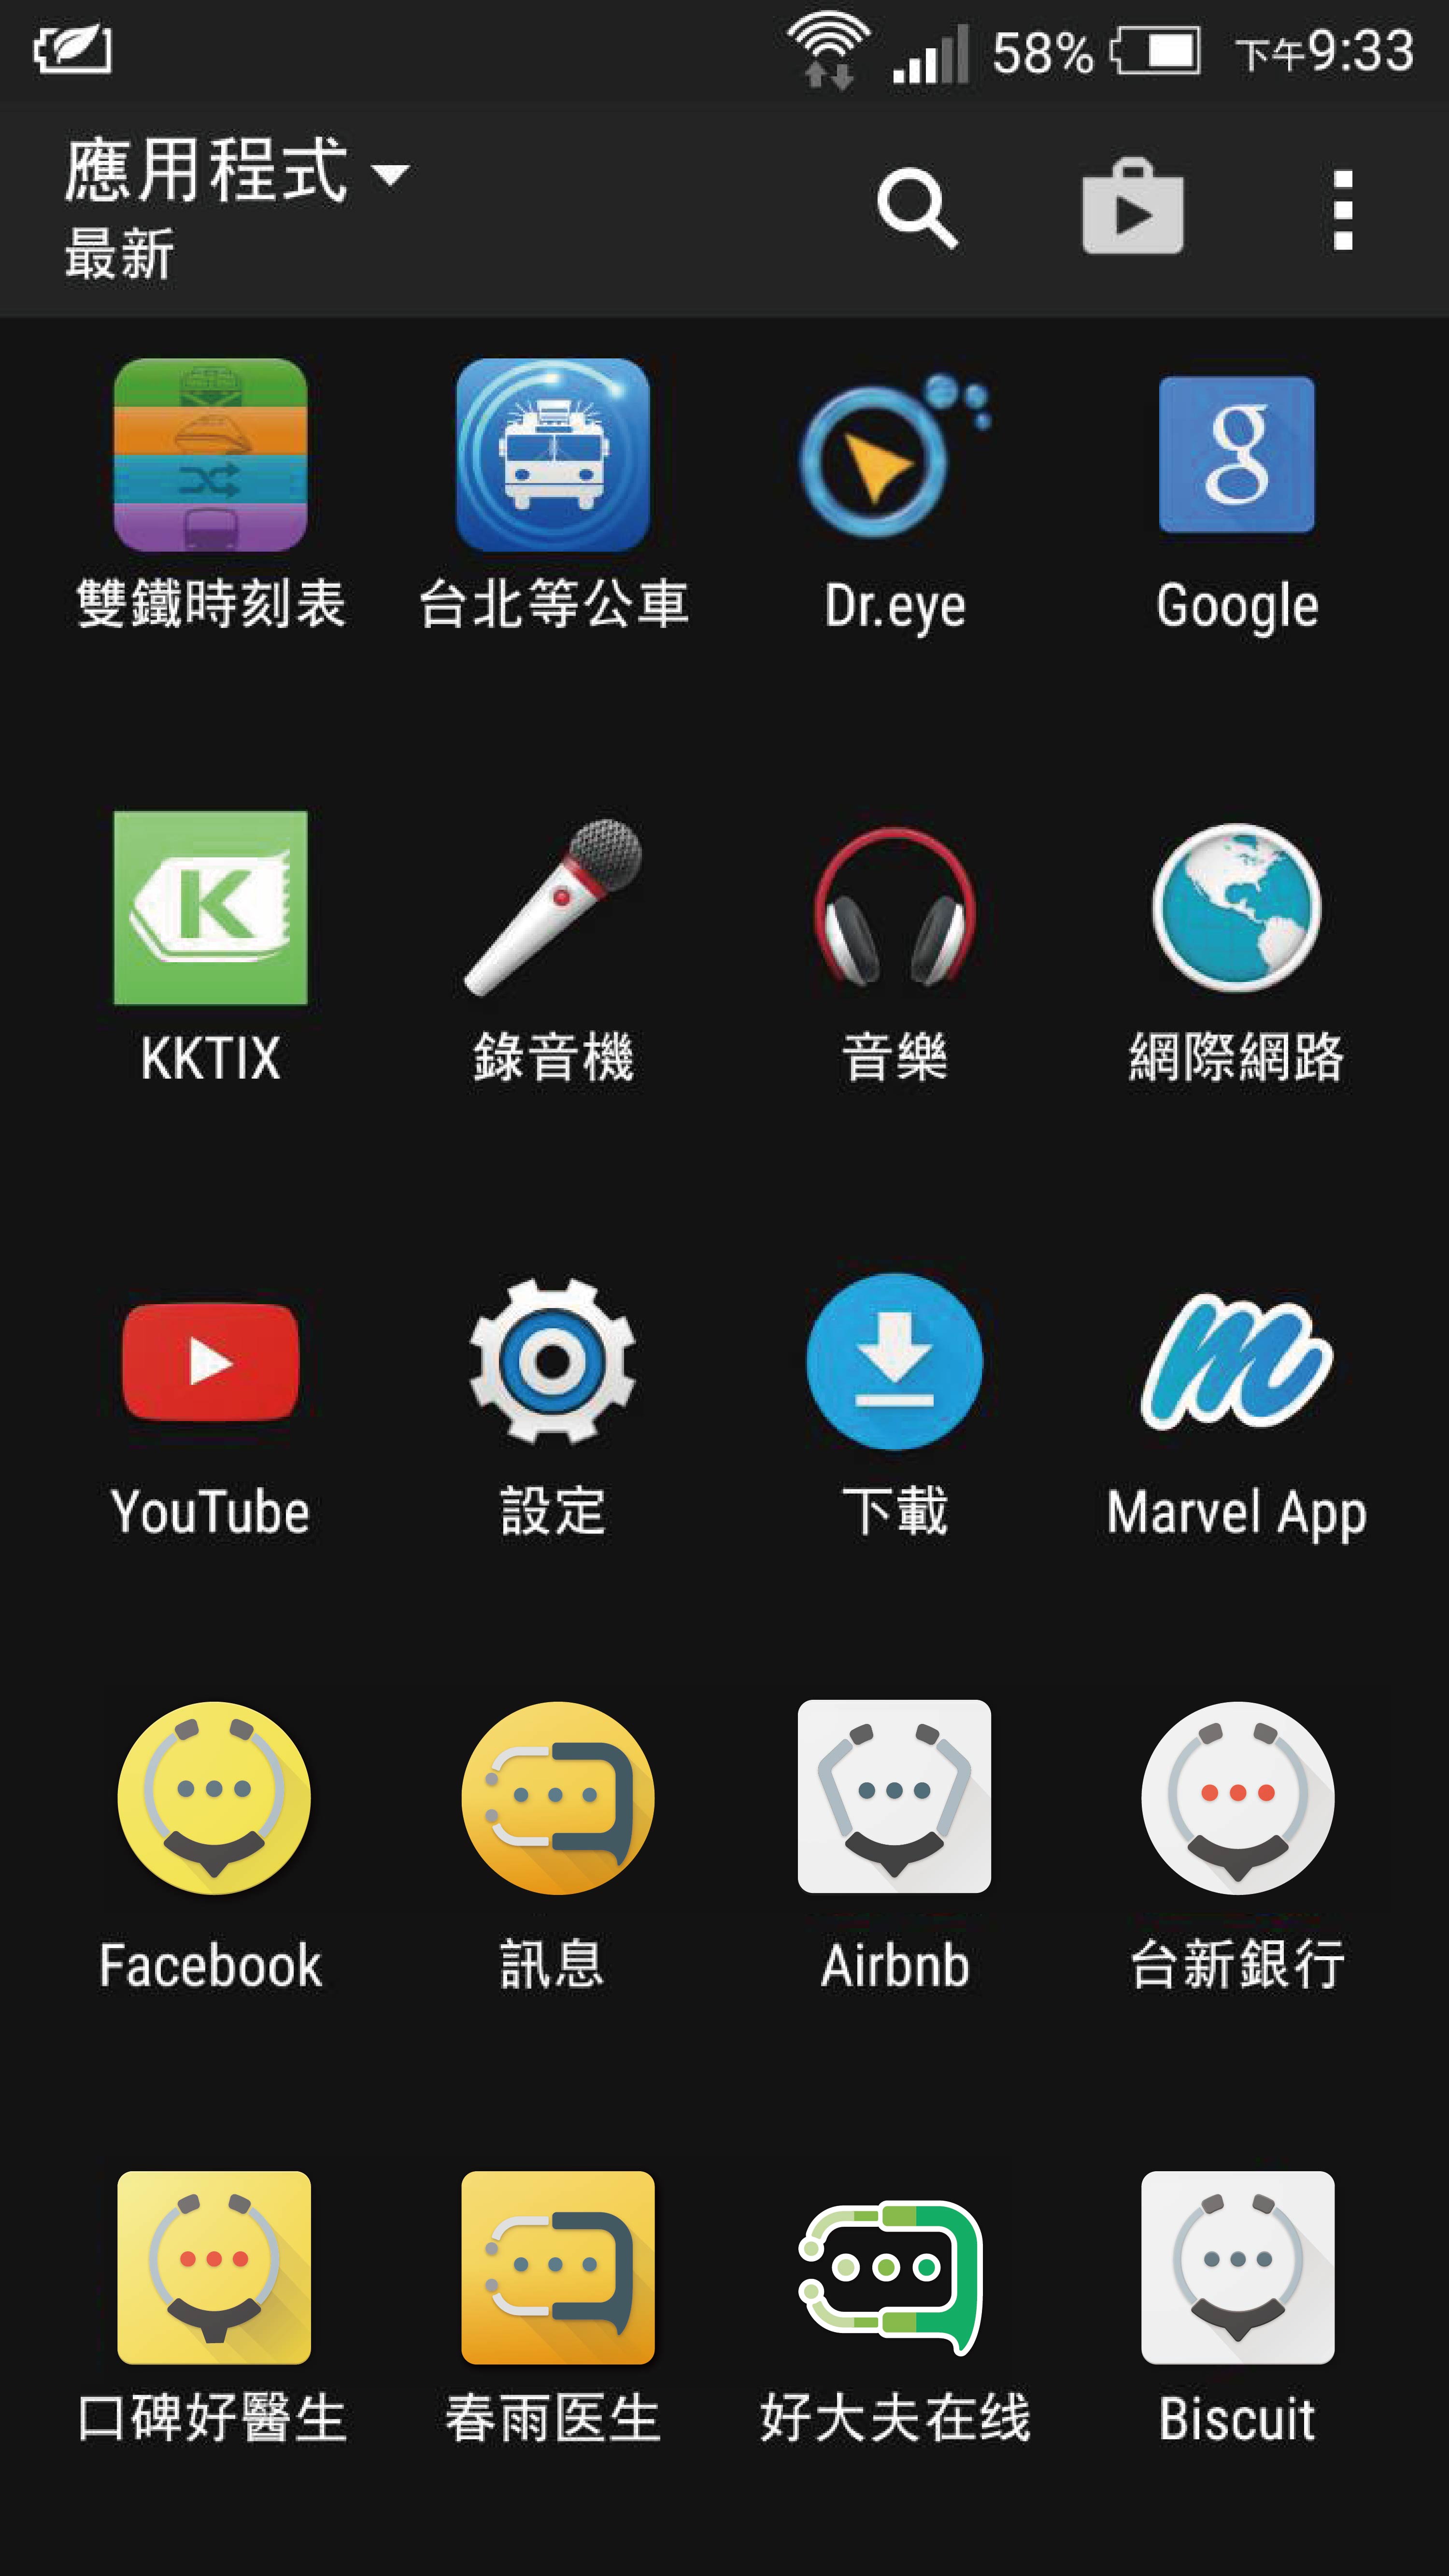 58% 下午9:33
應用程式
最新
雙鐵時刻表 台北等公車 Dr.eye Google
KKTIX 錄音機 音樂 網際網路
YouTube 設定 下載 Marvel App
Facebook 訊息 Airbnb 台新銀行
口碑好醫生 春雨医生 好大夫在线 Biscuit